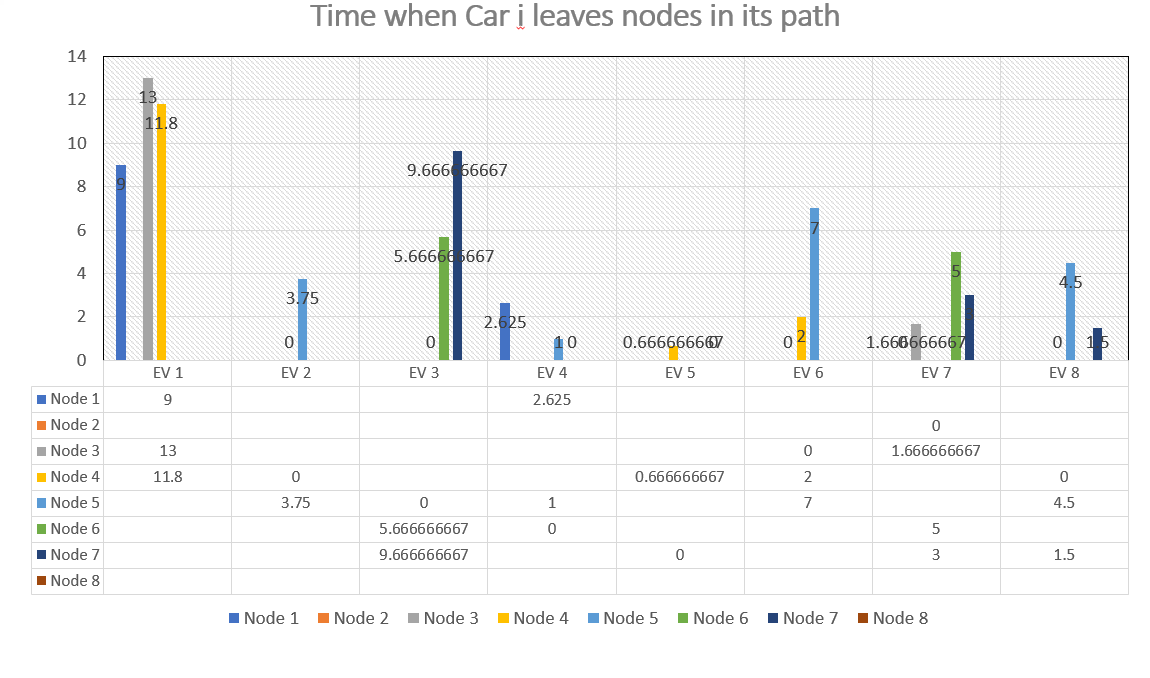 Time when Car i leaves nodes in its path
14
12
10
8
6
4
2
0
9
13
11.8
0
3.75
0
5.666666667
9.666666667
2.625
1
0
0.666666667
0
0
2
7
1.666666667
0
5
3
0
4.5
1.5
EV 1 EV 2 EV 3 EV 4 EV 5 EV 6 EV 7 EV 8
Node 1 9 2.625
Node 2 0
Node 3 13 0 1.666666667
Node 4 11.8 0 0.666666667 2 0
Node 5 3.75 0 1 7 4.5
Node 6 5.666666667 0 5
Node 7 9.666666667 0 3 1.5
Node 8
Node 1 Node 2 Node 3 Node 4 Node 5 Node 6 Node 7 Node 8